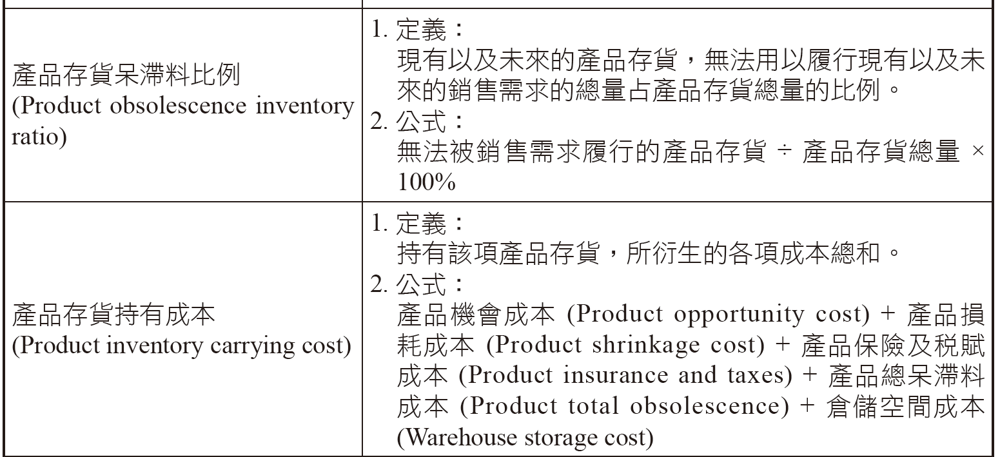 產品存貨呆滯料比例
(Product obsolescence inventory
ratio)
1. 定義：
現有以及未來的產品存貨，無法用以履行現有以及未
來的銷售需求的總量占產品存貨總量的比例。
2. 公式：
無法被銷售需求履行的產品存貨 ÷ 產品存貨總量 ×
100%
產品存貨持有成本
(Product inventory carrying cost)
1. 定義：
持有該項產品存貨，所衍生的各項成本總和。
2. 公式：
產品機會成本 (Product opportunity cost) + 產品損
耗成本 (Product shrinkage cost) + 產品保險及稅賦
成本 (Product insurance and taxes) + 產品總呆滯料
成本 (Product total obsolescence) + 倉儲空間成本
(Warehouse storage cost)